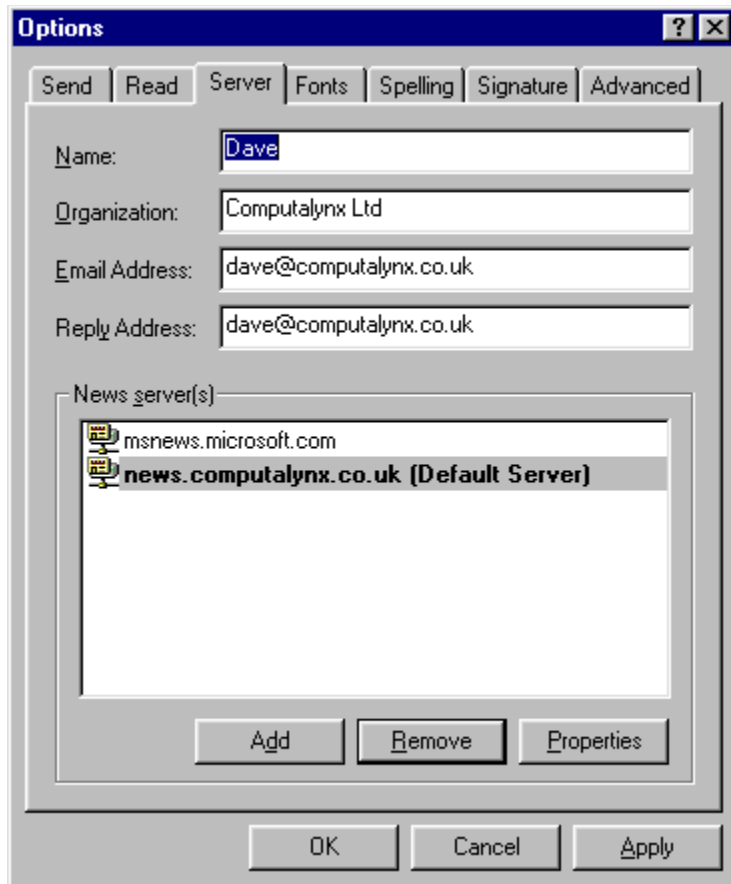 Options
Send Read Server Fonts Spelling Signature Advanced
Name: Dave
Organization: Computalynx Ltd
Email Address: dave@computalynx.co.uk
Reply Address: dave@computalynx.co.uk
News server(s)
msnews.microsoft.com
news.computalynx.co.uk (Default Server)
Add Remove Properties
OK Cancel Apply